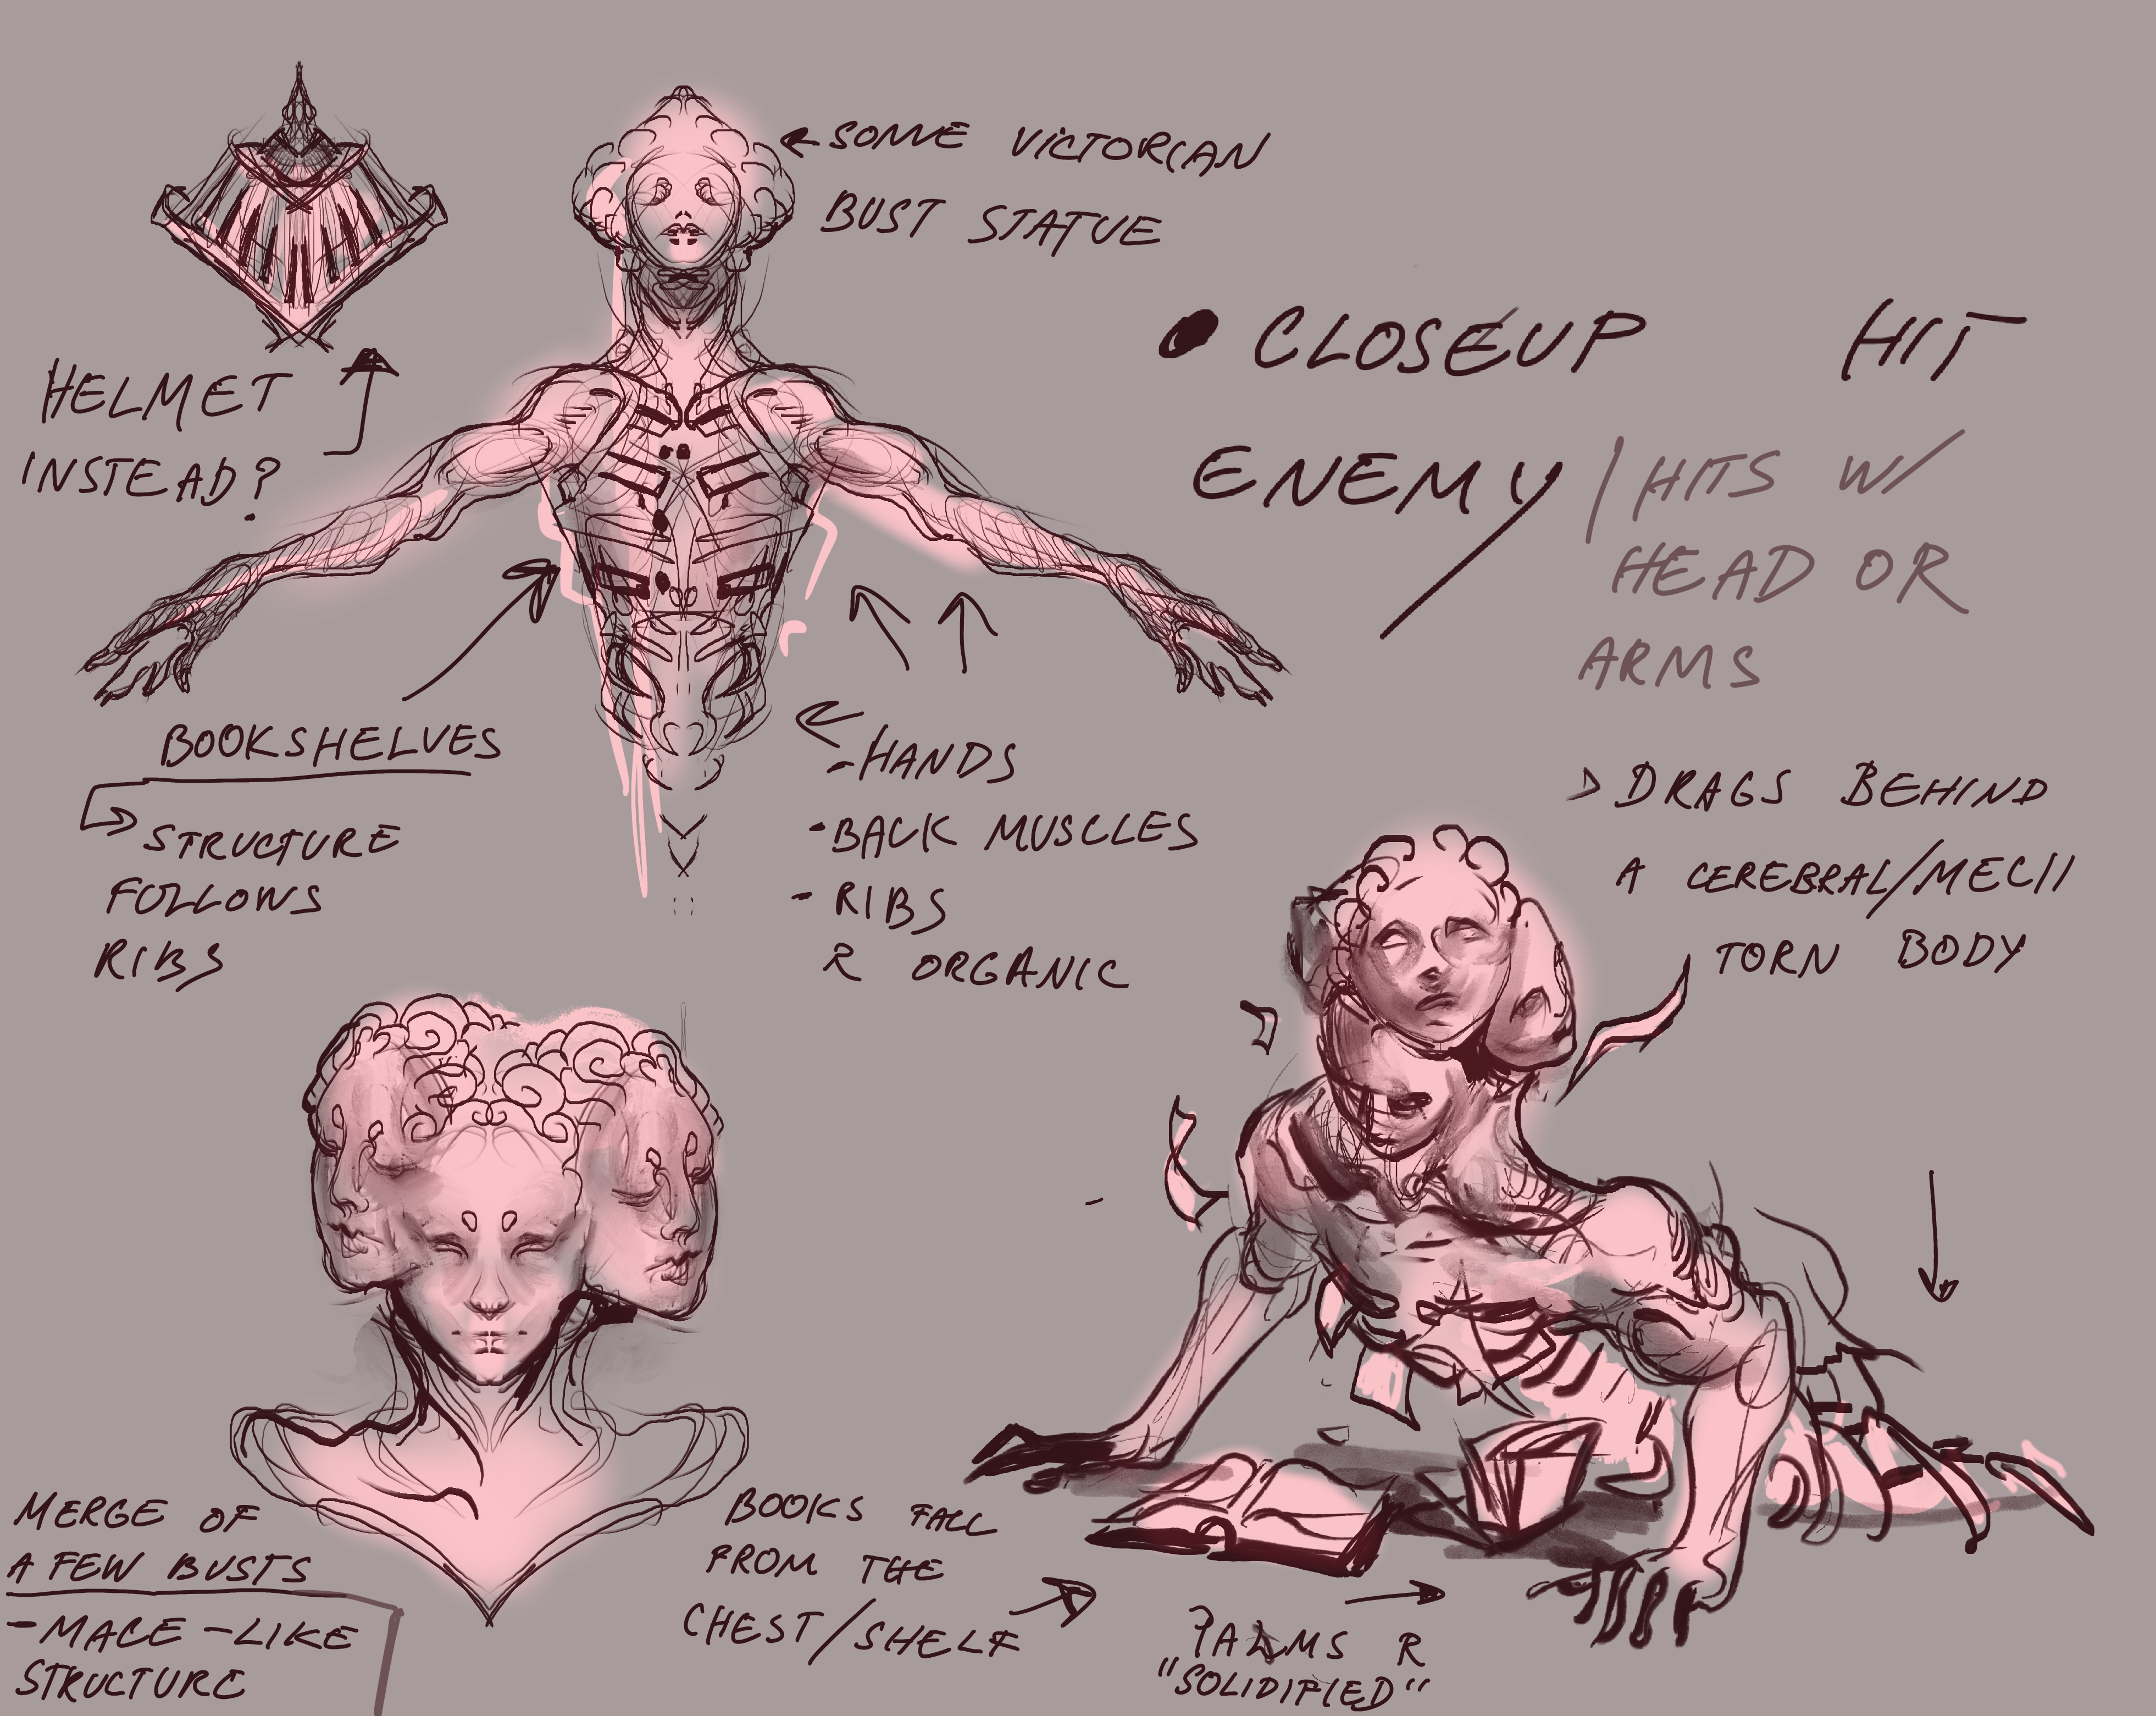 SOME VICTORIAN
BUST STATUE
HELMET
INSTEAD?
• CLOSEUP HIT
ENEMY / HITS W/
HEAD OR
ARMS
BOOKSHELVES
STRUCTURE
FOLLOWS
RIBS
- HANDS
- BACK MUSCLES
- RIBS
R ORGANIC
> DRAGS BEHIND
A CEREBRAL/MECH
TORN BODY
MERGE OF
A FEW BUSTS
- MACE-LIKE
STRUCTURE
BOOKS FALL
FROM THE
CHEST/SHELF
PALMS R
"SOLIDIFIED"